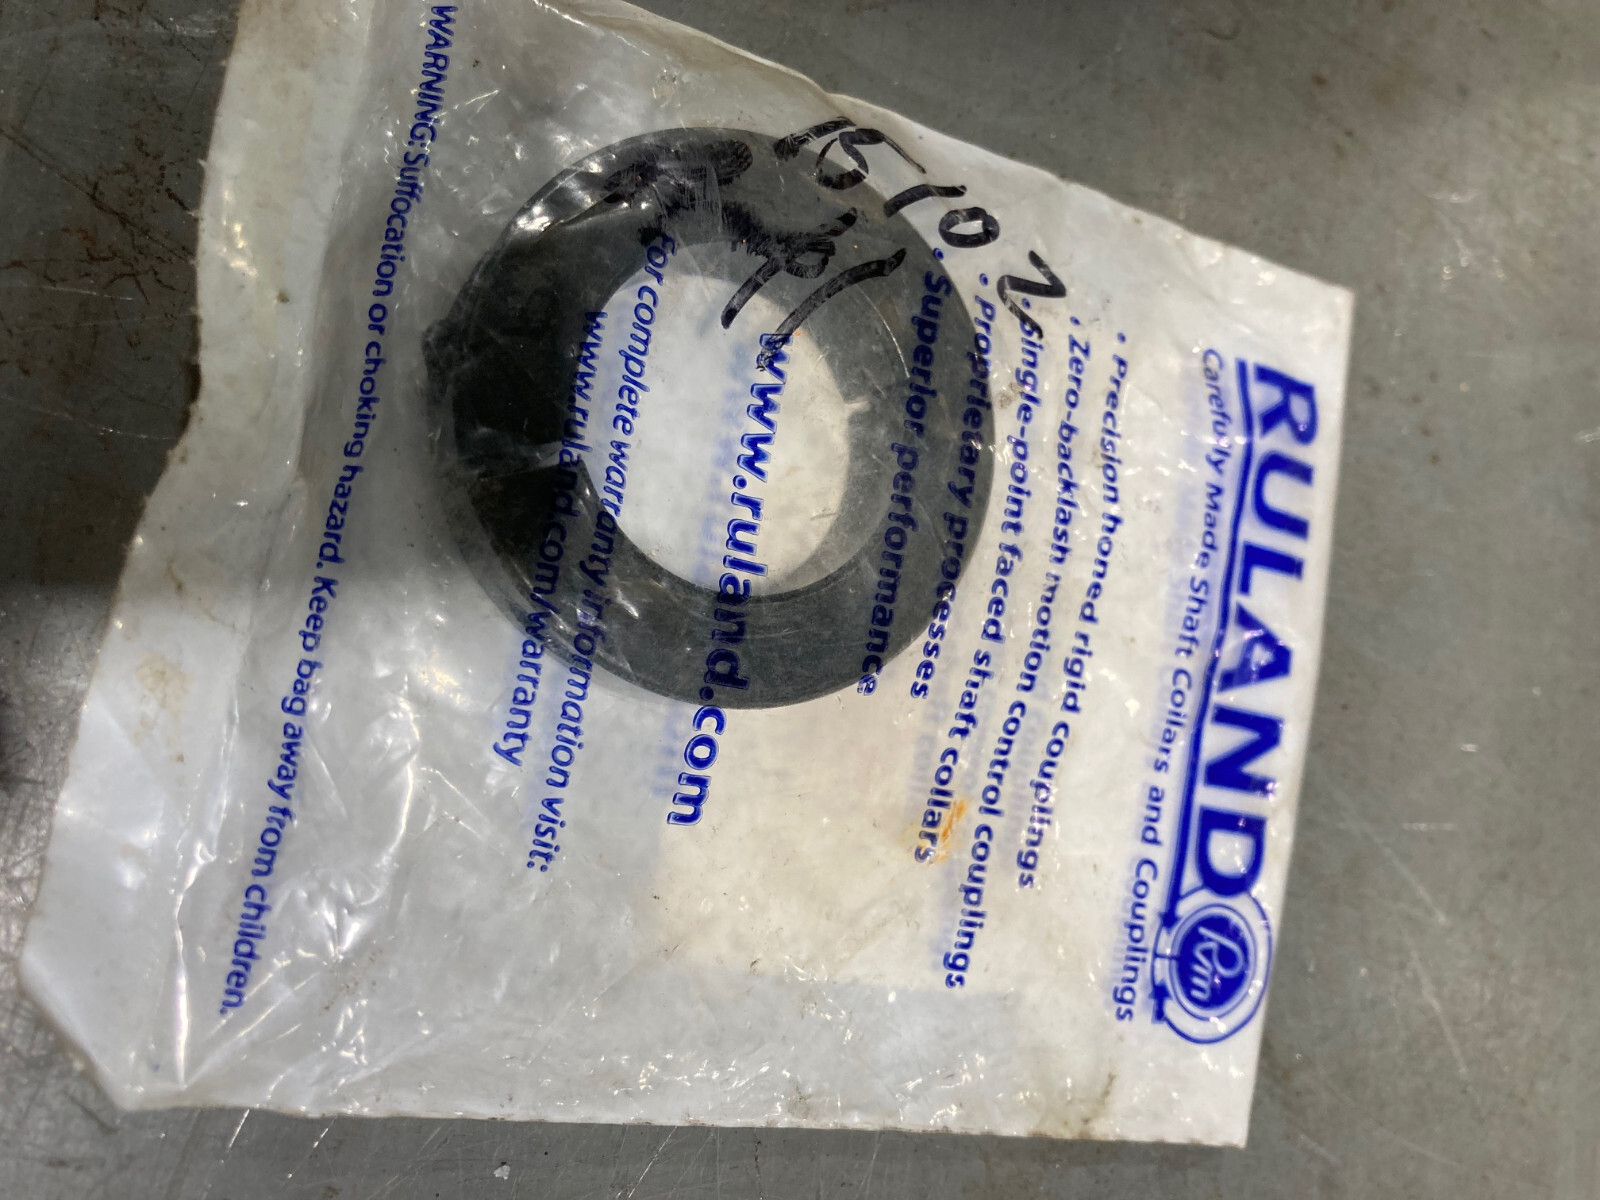 RULAND
Carefully Made Shaft Collars and Couplings
• Precision honed rigid couplings
• Zero-backlash motion control couplings
• Single-point faced shaft collars
• Proprietary processes
• Superior performance
www.ruland.com
For complete warranty information visit:
www.ruland.com/warranty
WARNING: Suffocation or choking hazard. Keep bag away from children.